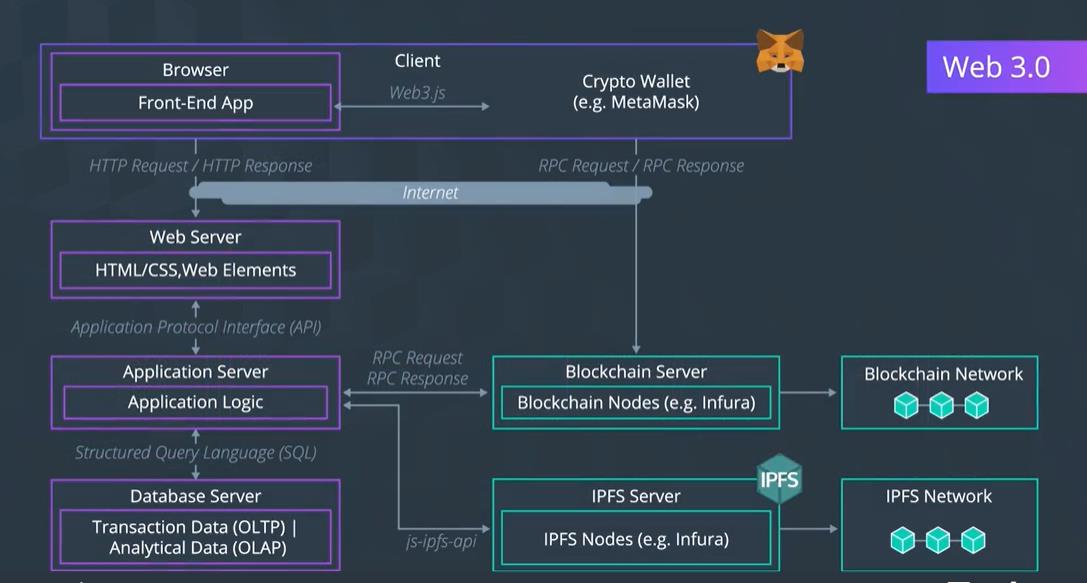 Web 3.0
Client
Browser
Front-End App
Web3.js
Crypto Wallet
(e.g. MetaMask)
HTTP Request / HTTP Response
RPC Request / RPC Response
Internet
Web Server
HTML/CSS,Web Elements
Application Protocol Interface (API)
Application Server
Application Logic
RPC Request
RPC Response
Blockchain Server
Blockchain Nodes (e.g. Infura)
Blockchain Network
Structured Query Language (SQL)
Database Server
Transaction Data (OLTP) |
Analytical Data (OLAP)
js-ipfs-api
IPFS
IPFS Server
IPFS Nodes (e.g. Infura)
IPFS Network